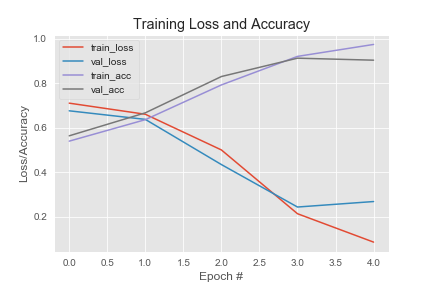 Training Loss and Accuracy
1.0
0.8
0.6
0.4
0.2
Loss/Accuracy
train_loss
val_loss
train_acc
val_acc
0.0 0.5 1.0 1.5 2.0 2.5 3.0 3.5 4.0
Epoch #